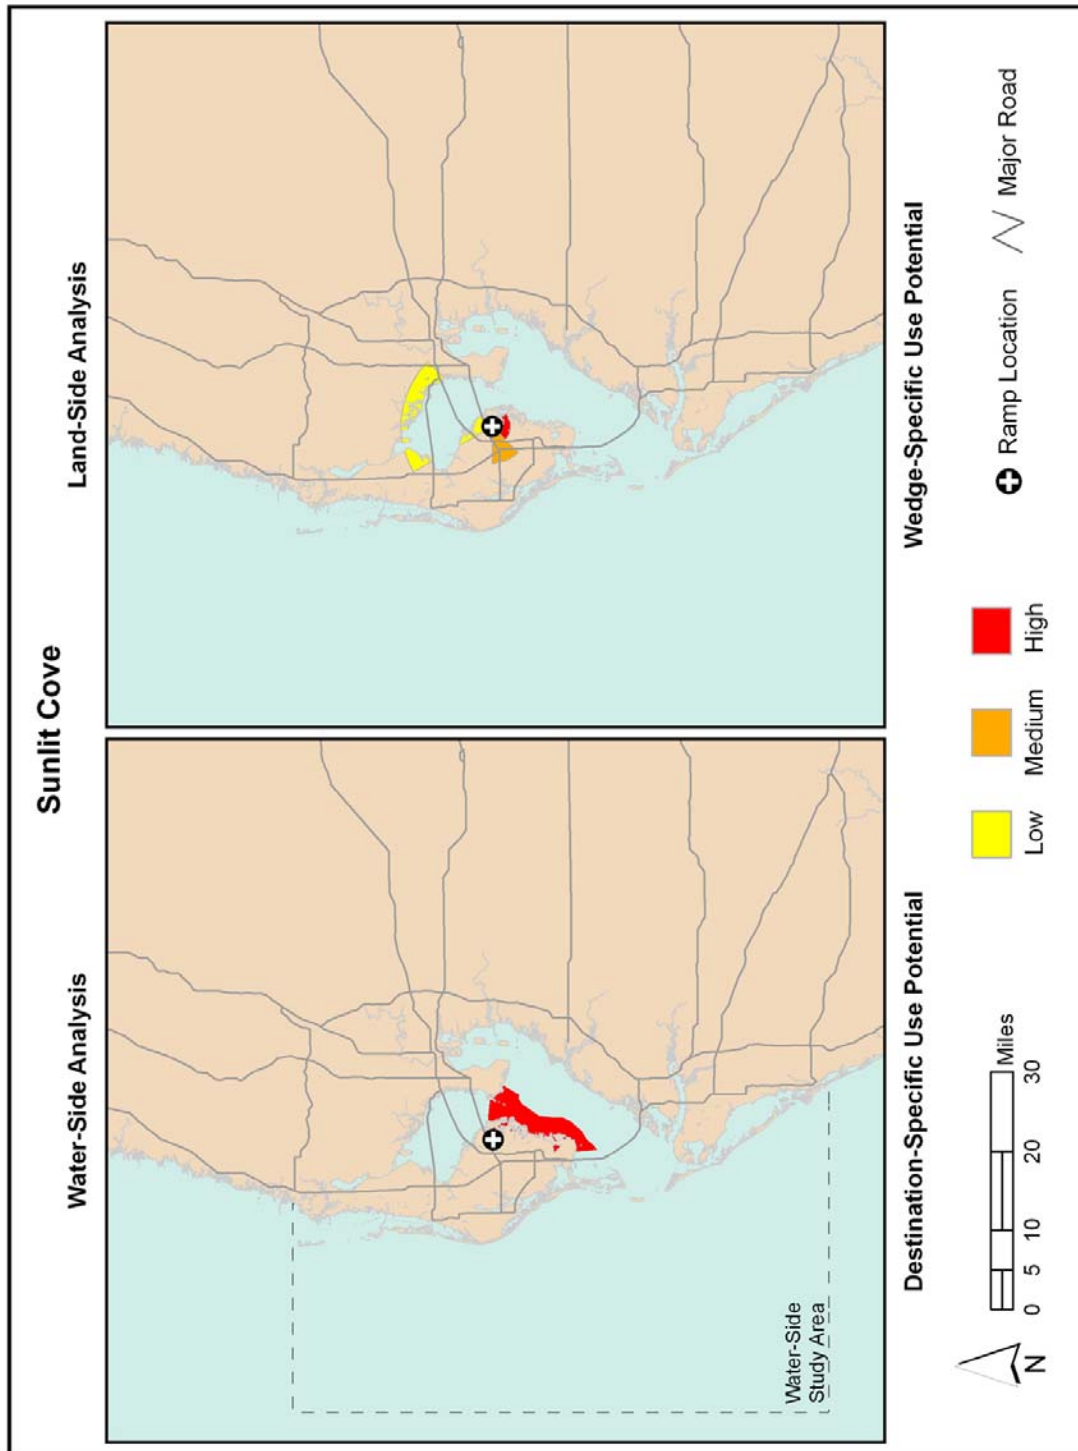 Sunlit Cove
Water-Side Analysis
Land-Side Analysis
Water-Side
Study Area
Destination-Specific Use Potential
Wedge-Specific Use Potential
N
0 5 10 20 30
Miles
Low
Medium
High
Ramp Location
Major Road